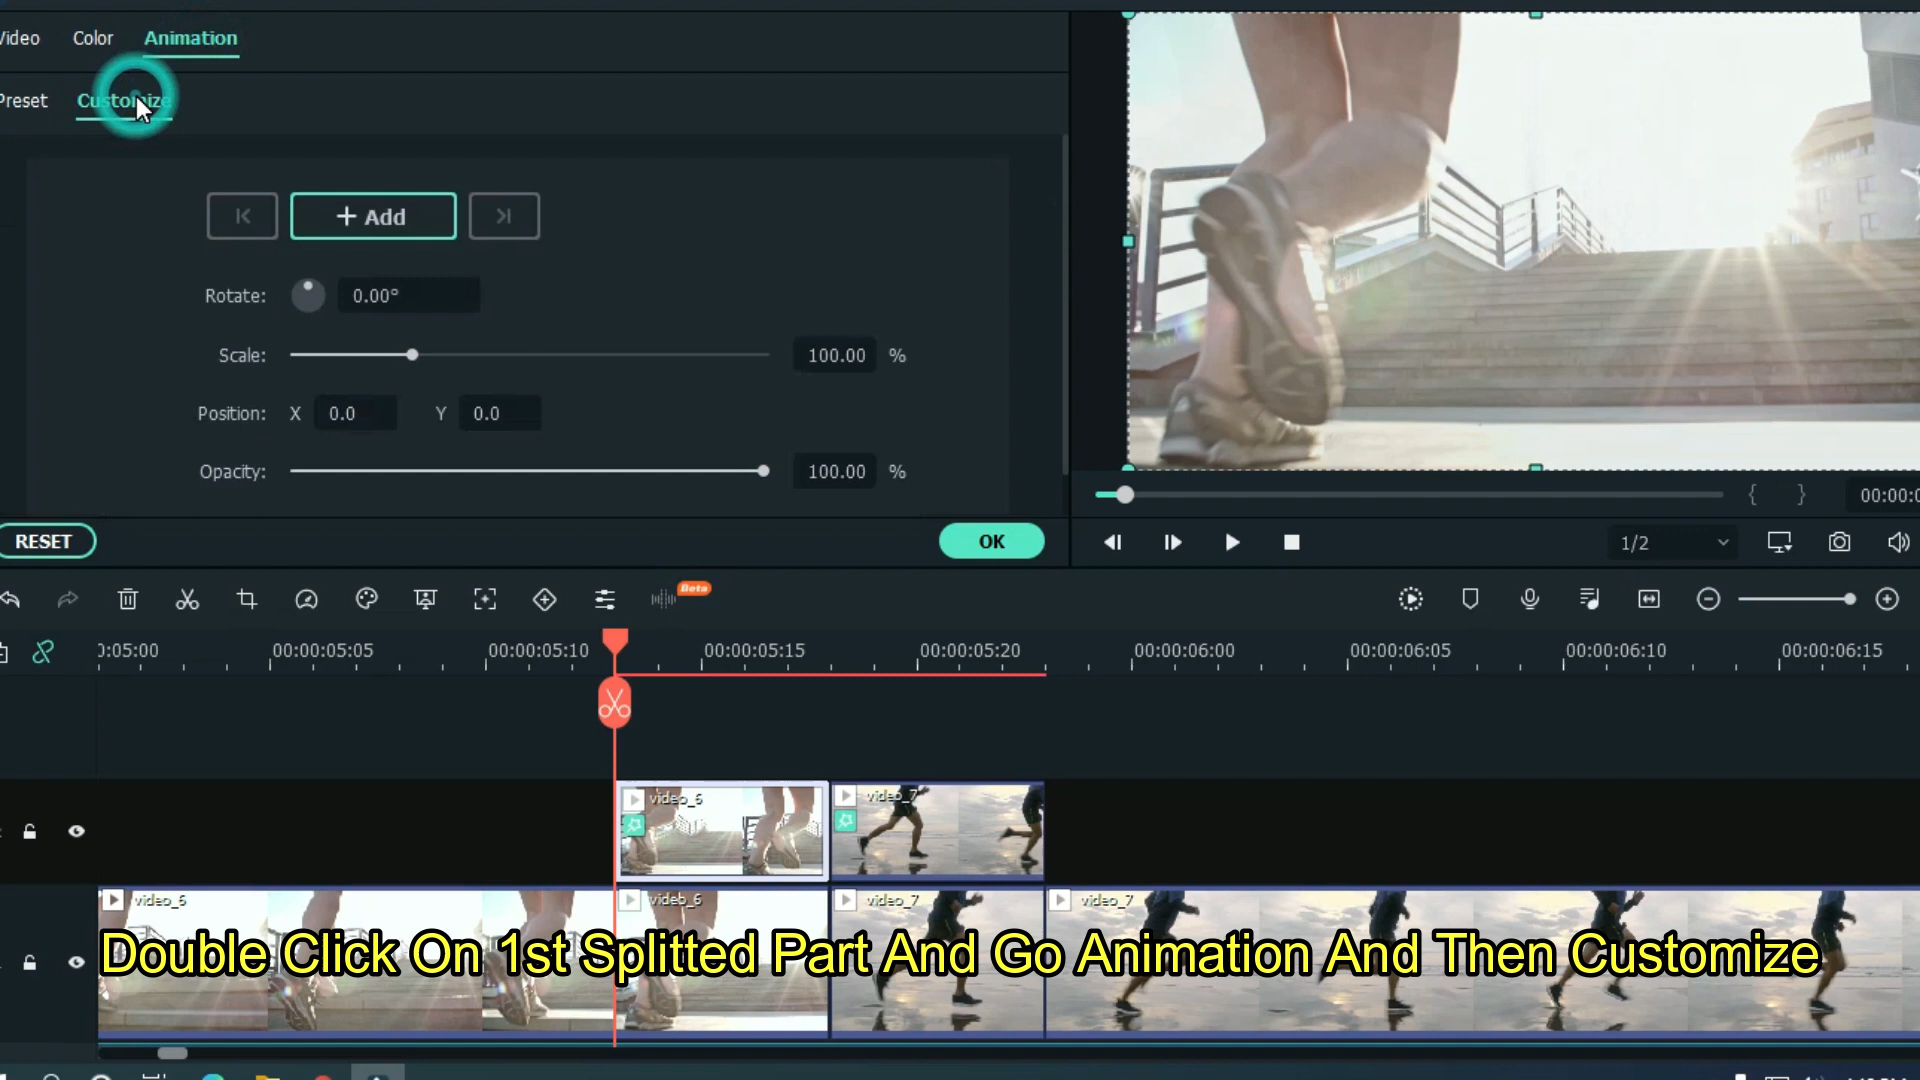 Video Color Animation
Preset Customize
+ Add
Rotate: 0.00°
Scale: 100.00 %
Position: X 0.0 Y 0.0
Opacity: 100.00 %
RESET OK
{ }
1/2
Beta
00:00:05:05 00:00:05:10 00:00:05:15 00:00:05:20 00:00:06:00 00:00:06:05 00:00:06:10 00:00:06:15
video_6 video_7
video_6 video_6 video_7 video_7
Double Click On 1st Splitted Part And Go Animation And Then Customize